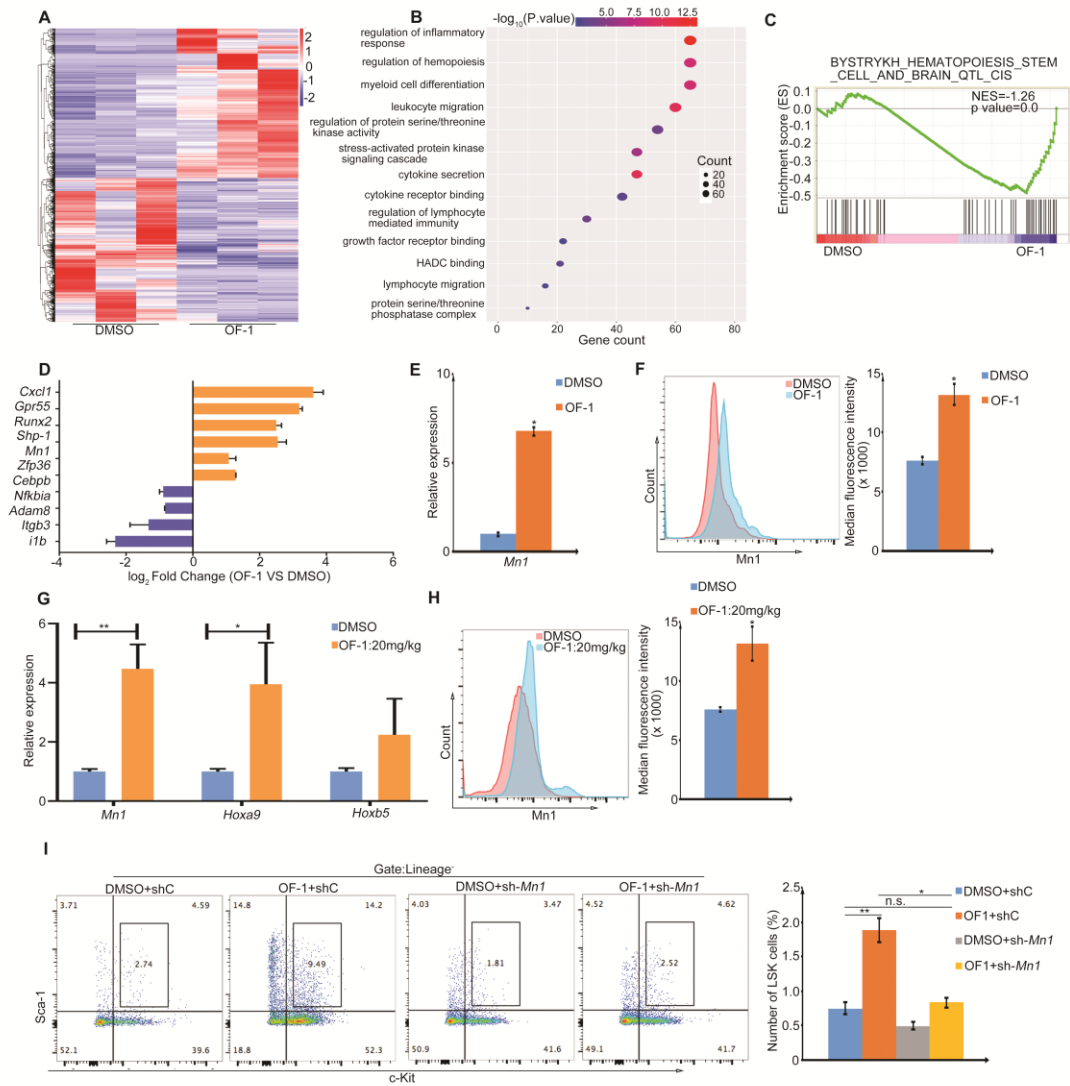 A
2
1
0
-1
-2
DMSO
OF-1
B
-log10(P.value)
5.0 7.5 10.0 12.5
regulation of inflammatory
response
regulation of hemopoiesis
myeloid cell differentiation
leukocyte migration
regulation of protein serine/threonine
kinase activity
stress-activated protein kinase
signaling cascade
cytokine secretion
cytokine receptor binding
regulation of lymphocyte
mediated immunity
growth factor receptor binding
HADC binding
lymphocyte migration
protein serine/threonine
phosphatase complex
Count
20
40
60
0 20 40 60 80
Gene count
C
BYSTRYKH_HEMATOPOIESIS_STEM
_CELL_AND_BRAIN_QTL_CIS
NES=-1.26
p value=0.0
Enrichment score (ES)
0.1
0.0
-0.1
-0.2
-0.3
-0.4
-0.5
DMSO
OF-1
D
Cxcl1
Gpr55
Runx2
Shp-1
Mn1
Zfp36
Cebpb
Nfkbia
Adam8
Itgb3
i1b
-4 -2 0 2 4 6
log2 Fold Change (OF-1 VS DMSO)
E
DMSO
OF-1
Relative expression
10
5
0
*
Mn1
F
DMSO
OF-1
Count
Mn1
DMSO
OF-1
Median fluorescence intensity
(x 1000)
15
10
5
0
*
G
DMSO
OF-1:20mg/kg
Relative expression
6
4
2
0
**
*
Mn1
Hoxa9
Hoxb5
H
DMSO
OF-1:20mg/kg
Count
Mn1
DMSO
OF-1:20mg/kg
Median fluorescence intensity
(x 1000)
15
10
5
0
*
I
Gate:Lineage-
DMSO+shC
OF-1+shC
DMSO+sh-Mn1
OF-1+sh-Mn1
3.71 4.59
2.74
52.1 39.6
14.8 14.2
9.49
18.8 52.3
4.03 3.47
1.81
50.9 41.6
4.52 4.62
2.52
49.1 41.7
Sca-1
c-Kit
Number of LSK cells (%)
2.5
2.0
1.5
1.0
0.5
0
*
n.s.
**
DMSO+shC
OF1+shC
DMSO+sh-Mn1
OF1+sh-Mn1